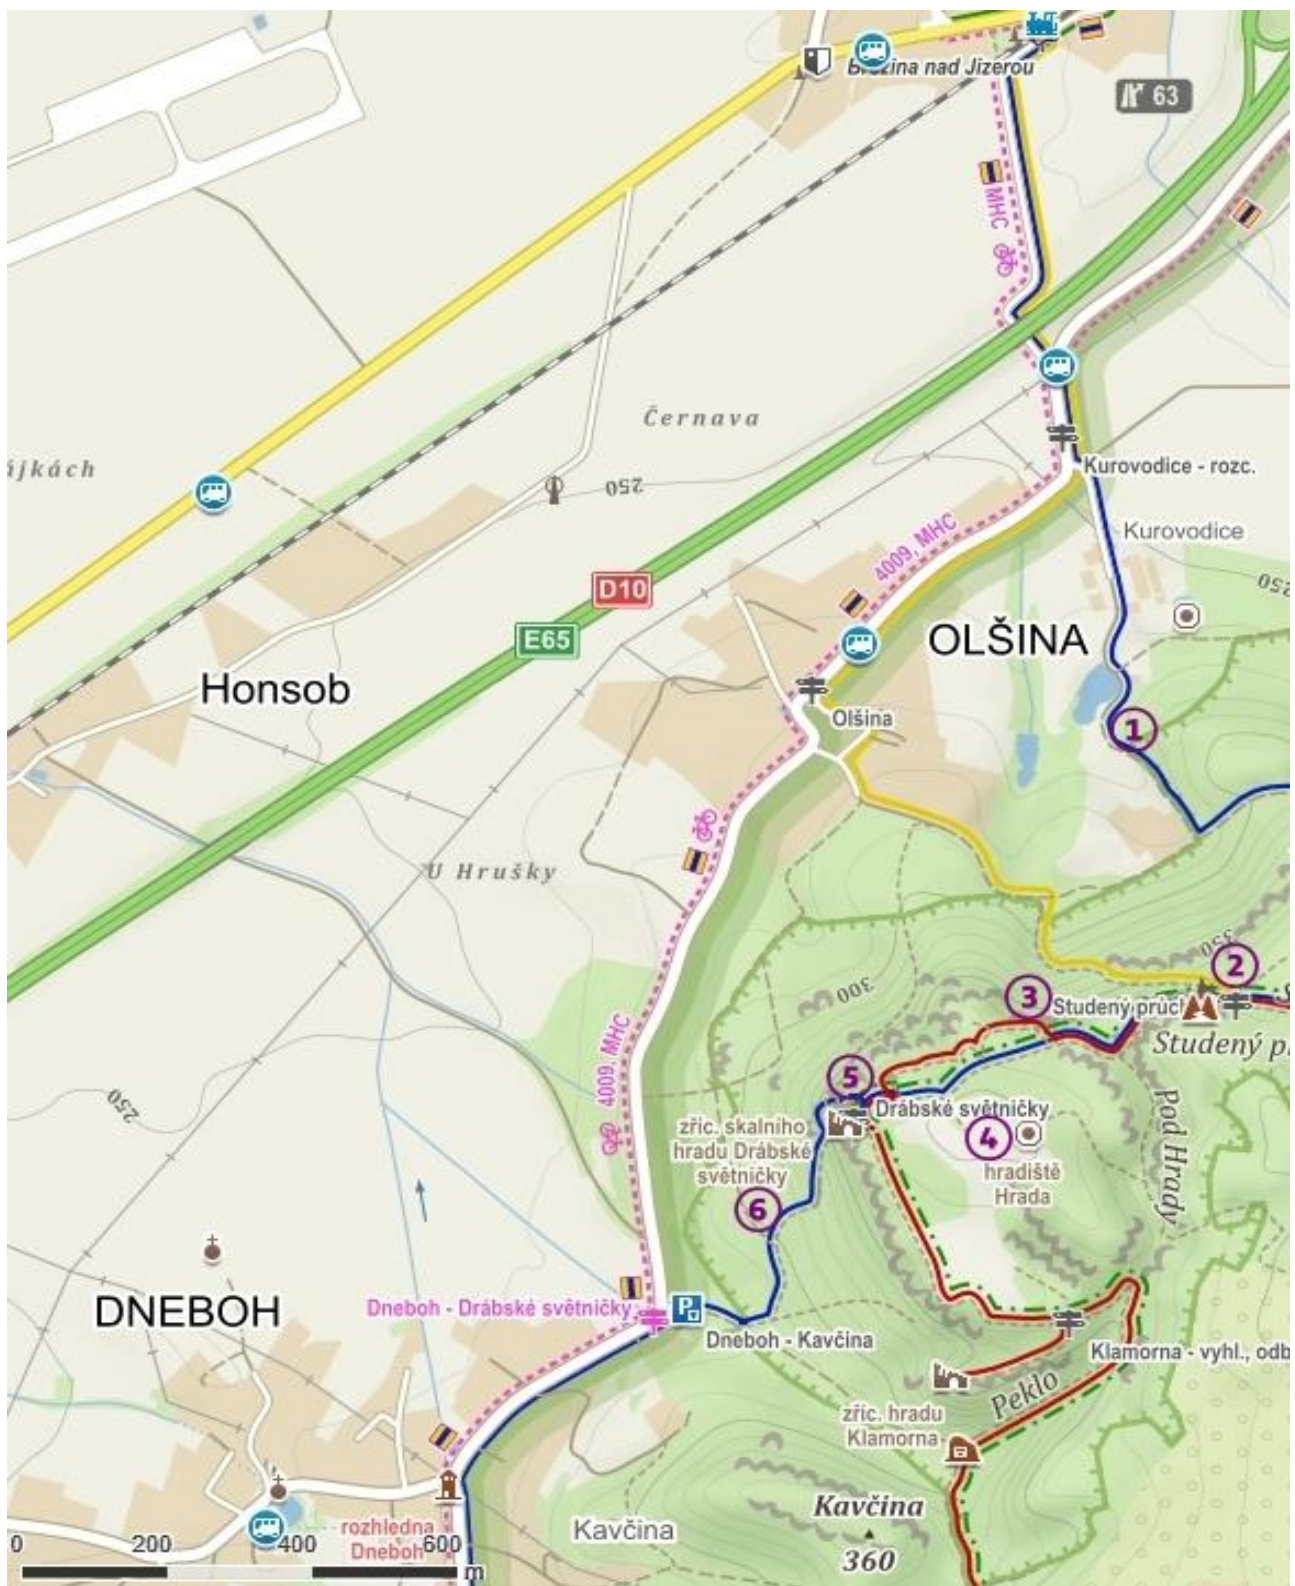 Březina nad Jizerou
63
MHC
Černava
250
Kurovodice - rozc.
Kurovodice
250
4009, MHC
D10
E65
OLŠINA
Honsob
Olšina
1
U Hrušky
350
2
300
3
Studený průch
Studený p
4009, MHC
250
5
Drábské světničky
zříc. skalního
hradu Drábské
světničky
4
hradiště
Hrada
Pod Hrady
6
DNEBOH
Dneboh - Drábské světničky
P
Dneboh - Kavčina
Klamorna - vyhl., odb
Peklo
zříc. hradu
Klamorna
Kavčina
360
Kavčina
rozhledna
Dneboh
0 200 400 600
m